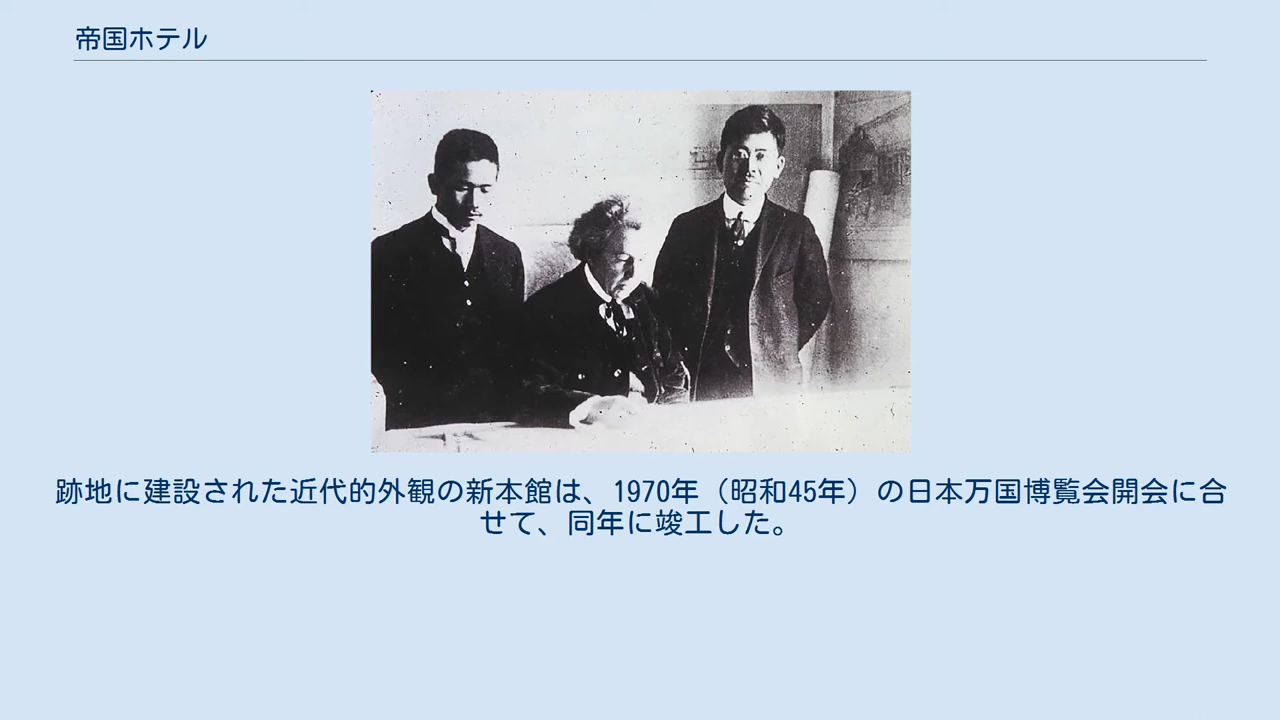 帝国ホテル
跡地に建設された近代的外観の新本館は、1970年（昭和45年）の日本万国博覧会開会に合
せて、同年に竣工した。